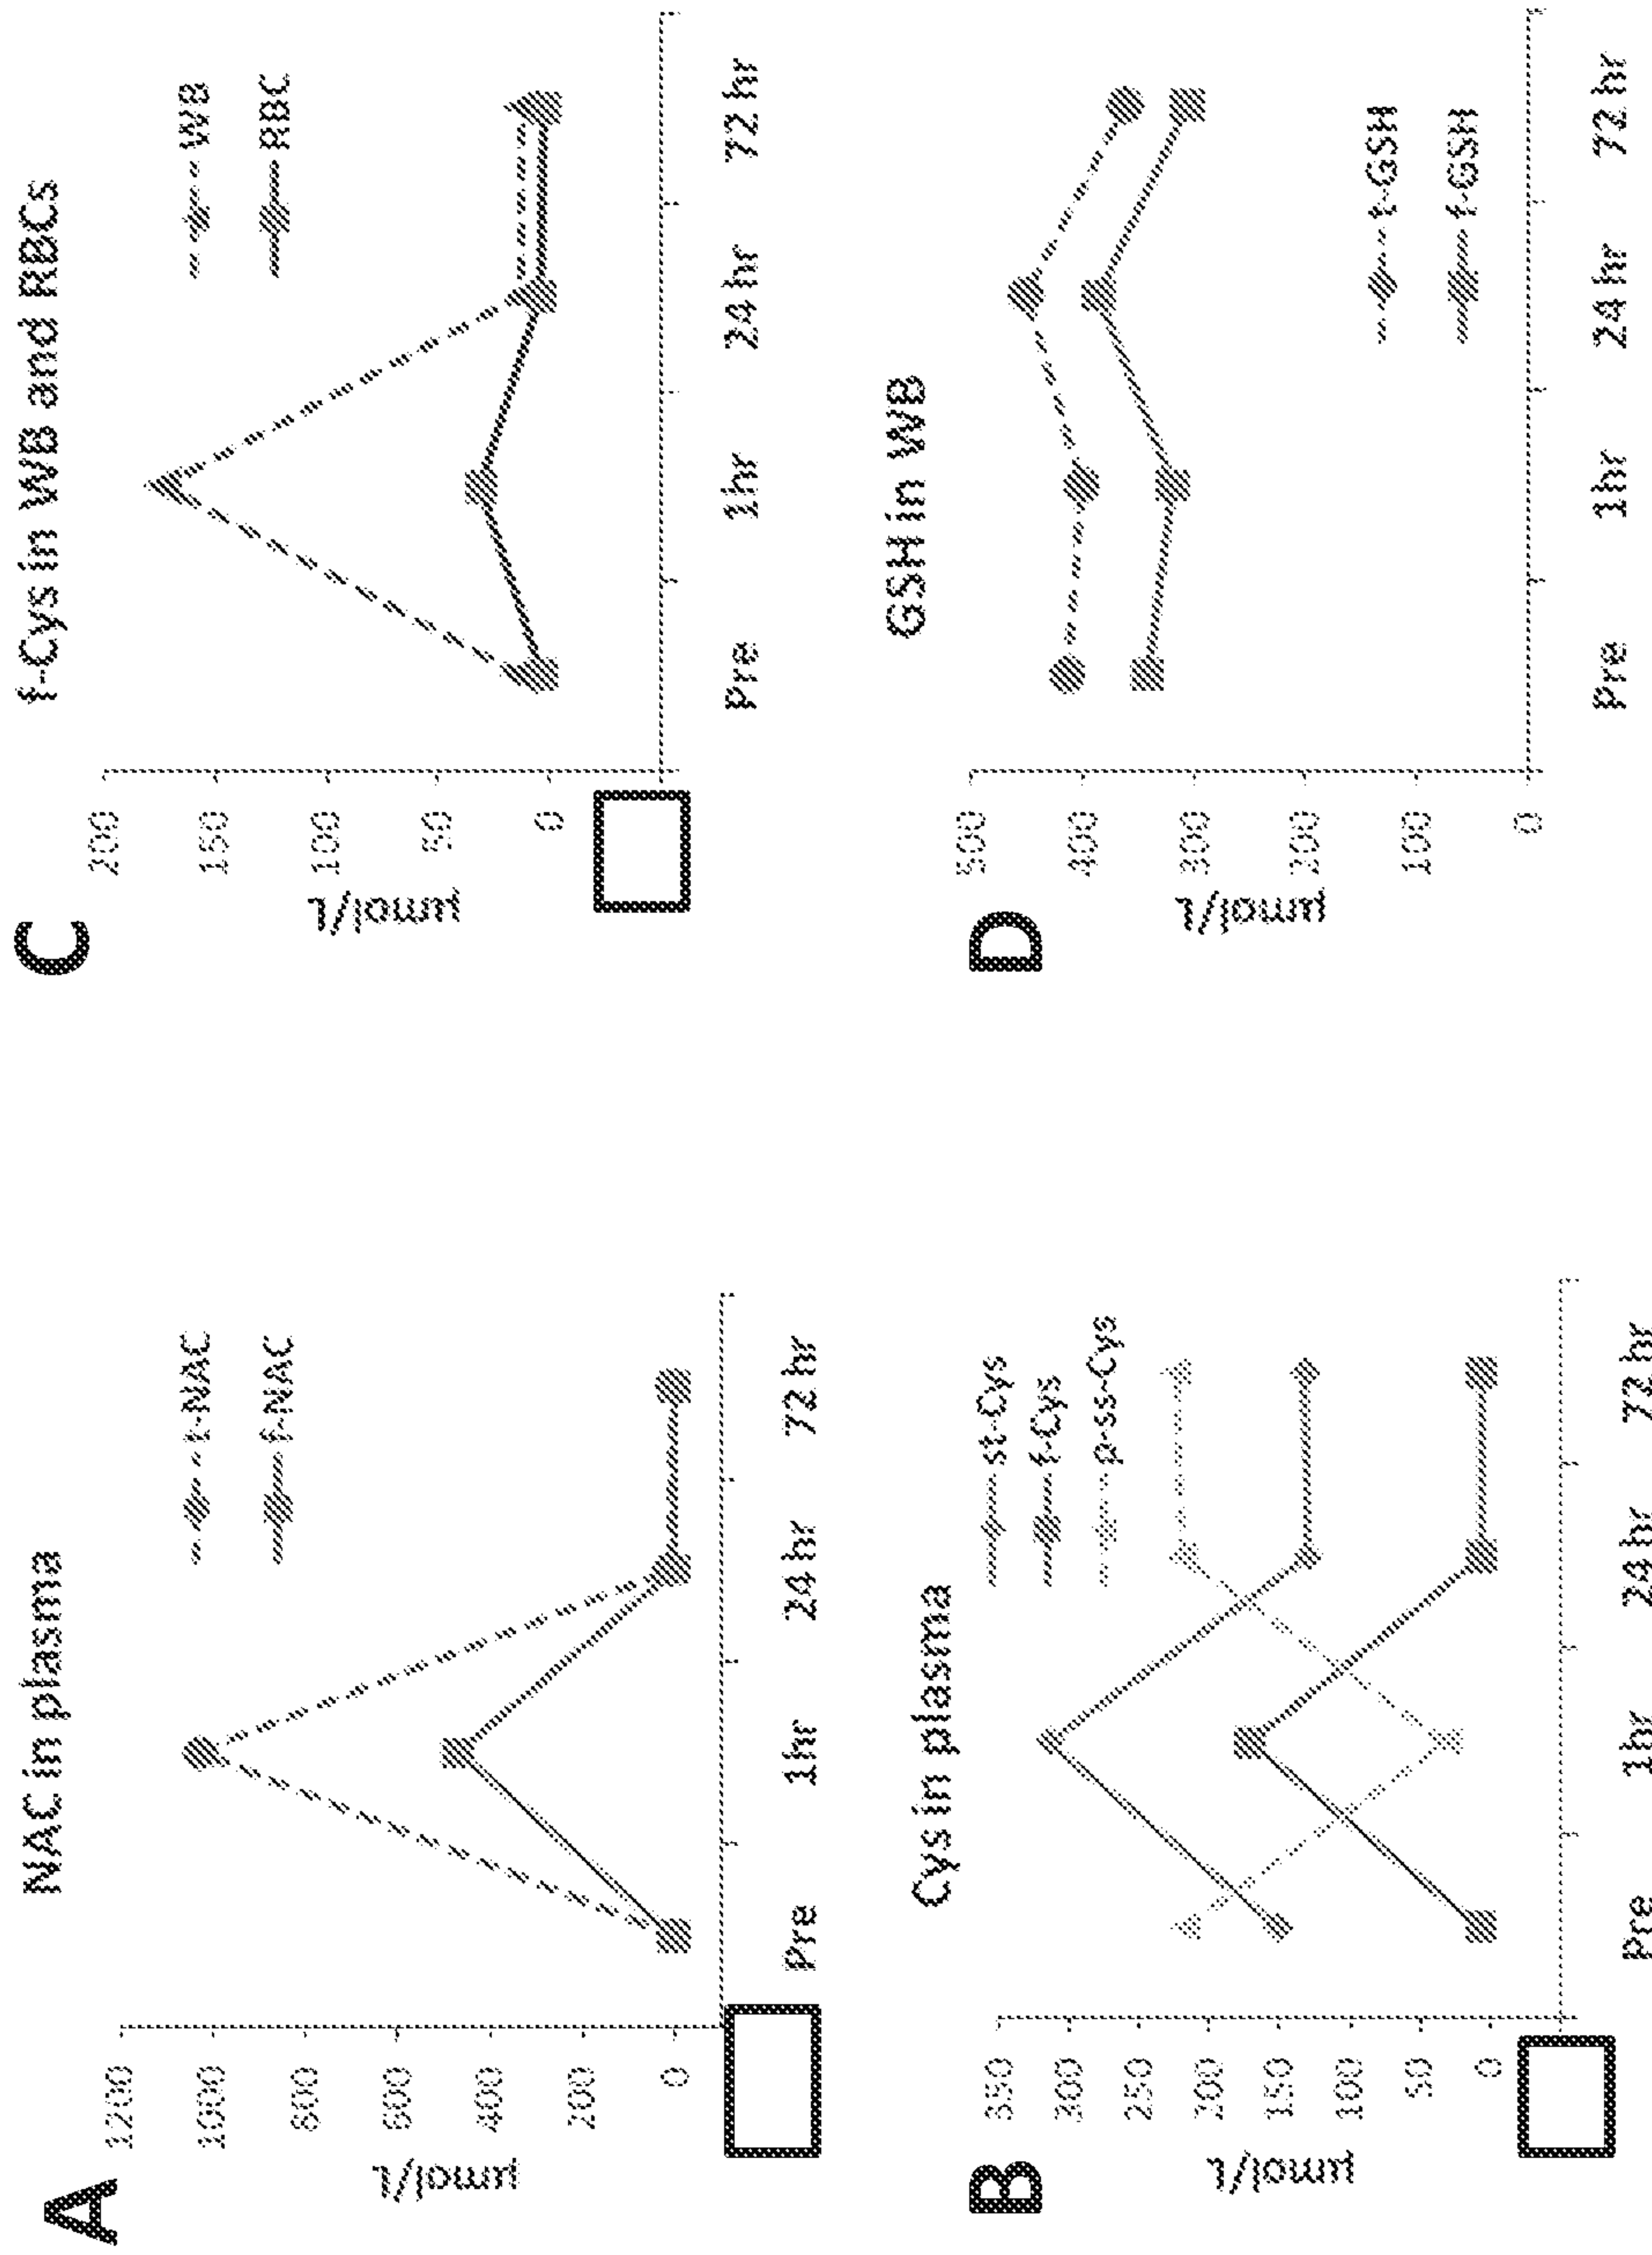 A
NAC in plasma
µmol/L
1200
1000
800
600
400
200
0
t-NAC
f-NAC
Pre 1hr 24 hr 72 hr
B
Cys in plasma
µmol/L
350
300
250
200
150
100
50
0
st-Cys
f-Cys
p-ss-Cys
Pre 1hr 24 hr 72 hr
C
f-Cys in WB and RBCs
µmol/L
200
150
100
50
0
WB
RBC
Pre 1hr 24 hr 72 hr
D
GSH in WB
µmol/L
500
400
300
200
100
0
t-GSH
f-GSH
Pre 1hr 24 hr 72 hr